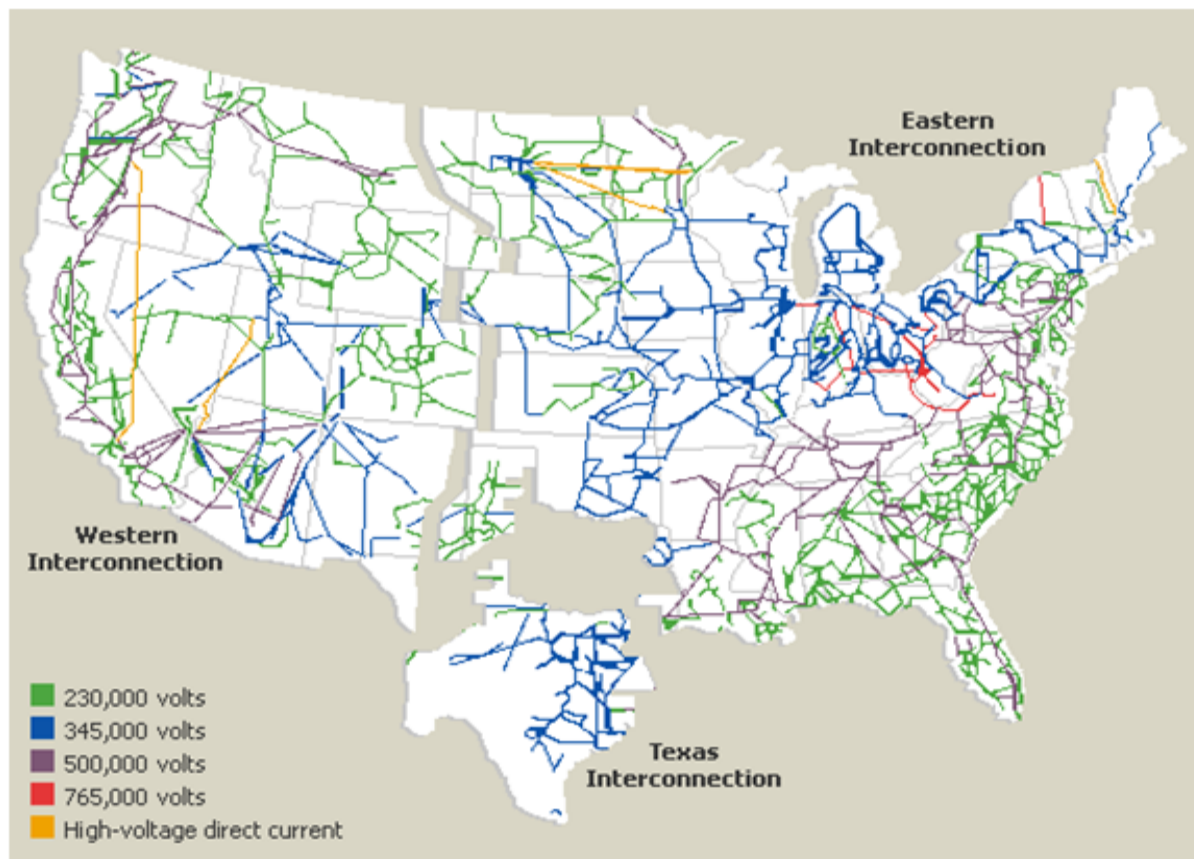 Eastern
Interconnection
Western
Interconnection
Texas
Interconnection
230,000 volts
345,000 volts
500,000 volts
765,000 volts
High-voltage direct current